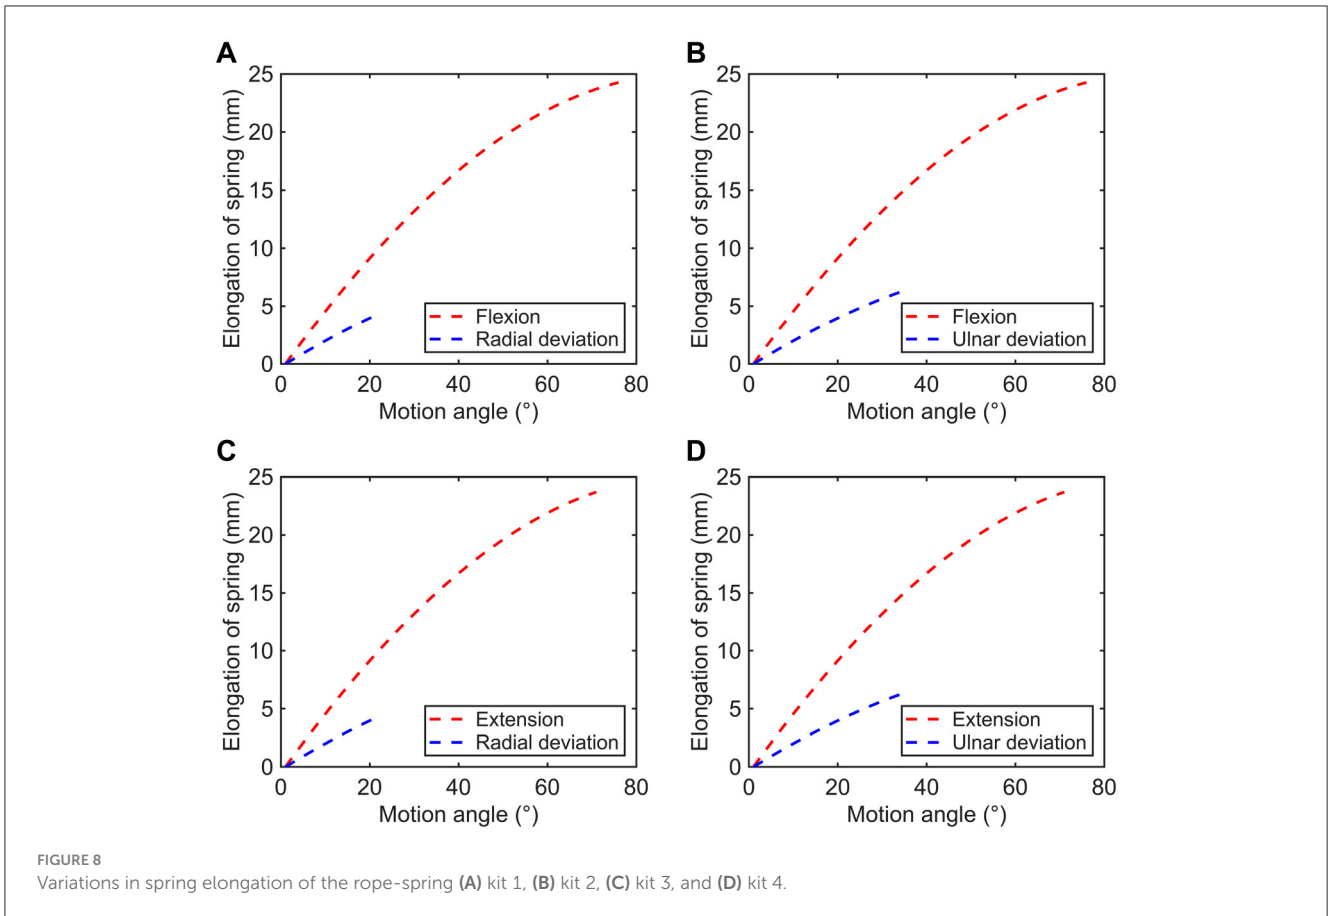 A
B
Elongation of spring (mm)
25
20
15
10
5
0
Flexion
Radial deviation
0 20 40 60 80
Motion angle (°)
Elongation of spring (mm)
25
20
15
10
5
0
Flexion
Ulnar deviation
0 20 40 60 80
Motion angle (°)
C
D
Elongation of spring (mm)
25
20
15
10
5
0
Extension
Radial deviation
0 20 40 60 80
Motion angle (°)
Elongation of spring (mm)
25
20
15
10
5
0
Extension
Ulnar deviation
0 20 40 60 80
Motion angle (°)
FIGURE 8
Variations in spring elongation of the rope-spring (A) kit 1, (B) kit 2, (C) kit 3, and (D) kit 4.